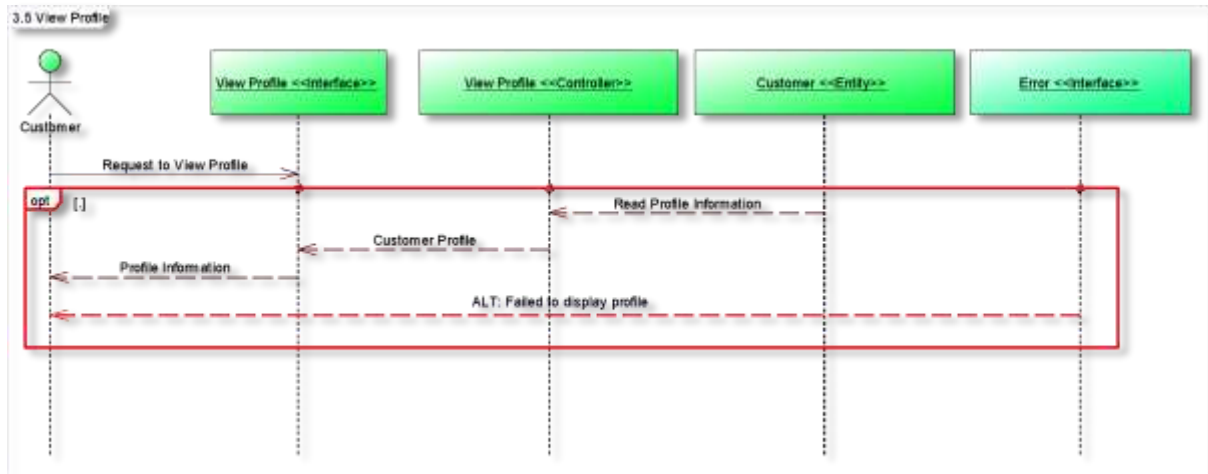 3.5 View Profile
View Profile <<Interface>>
View Profile <<Controller>>
Customer <<Entity>>
Error <<Interface>>
Customer
Request to View Profile
opt
[.]
Read Profile Information
Customer Profile
Profile Information
ALT: Failed to display profile